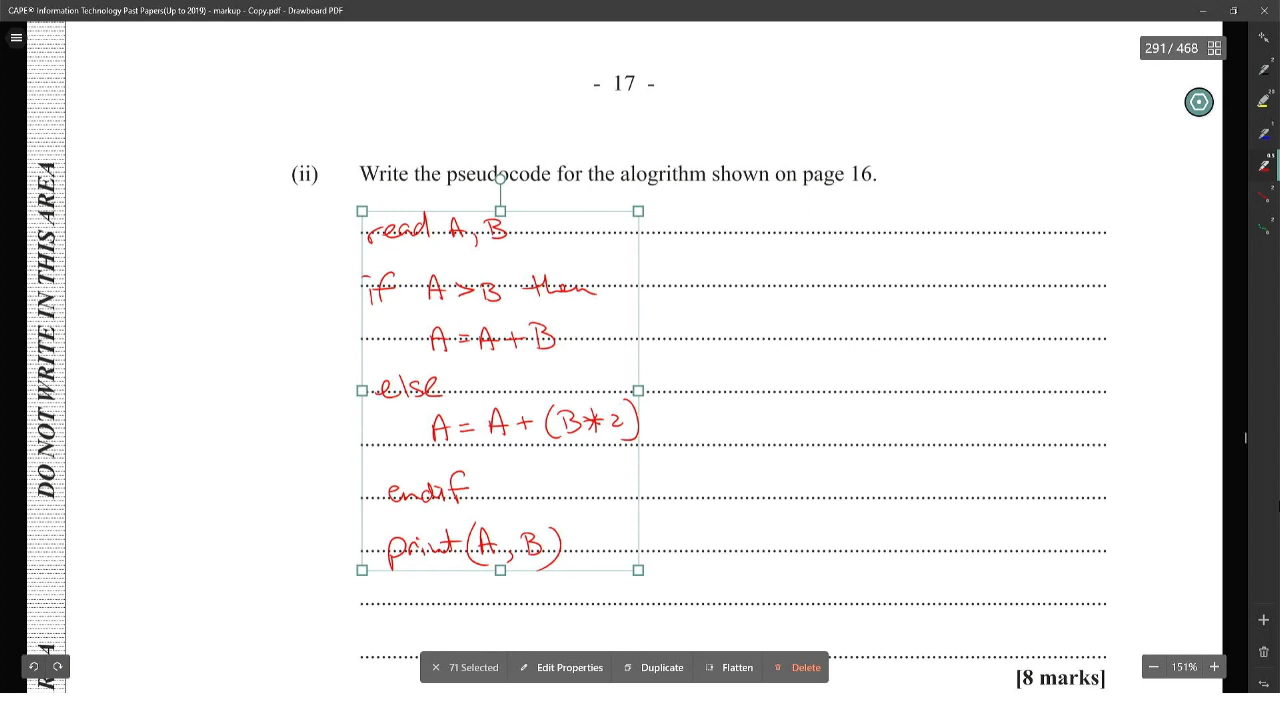 CAPE® Information Technology Past Papers(Up to 2019) - markup - Copy.pdf - Drawboard PDF
291 / 468
- 17 -
(ii) Write the pseudocode for the alogrithm shown on page 16.
read A, B
if A > B then
A = A + B
else
A = A + (B * 2)
endif
print(A, B)
DO NOT WRITE IN THIS AREA
71 Selected Edit Properties Duplicate Flatten Delete
151%
[8 marks]